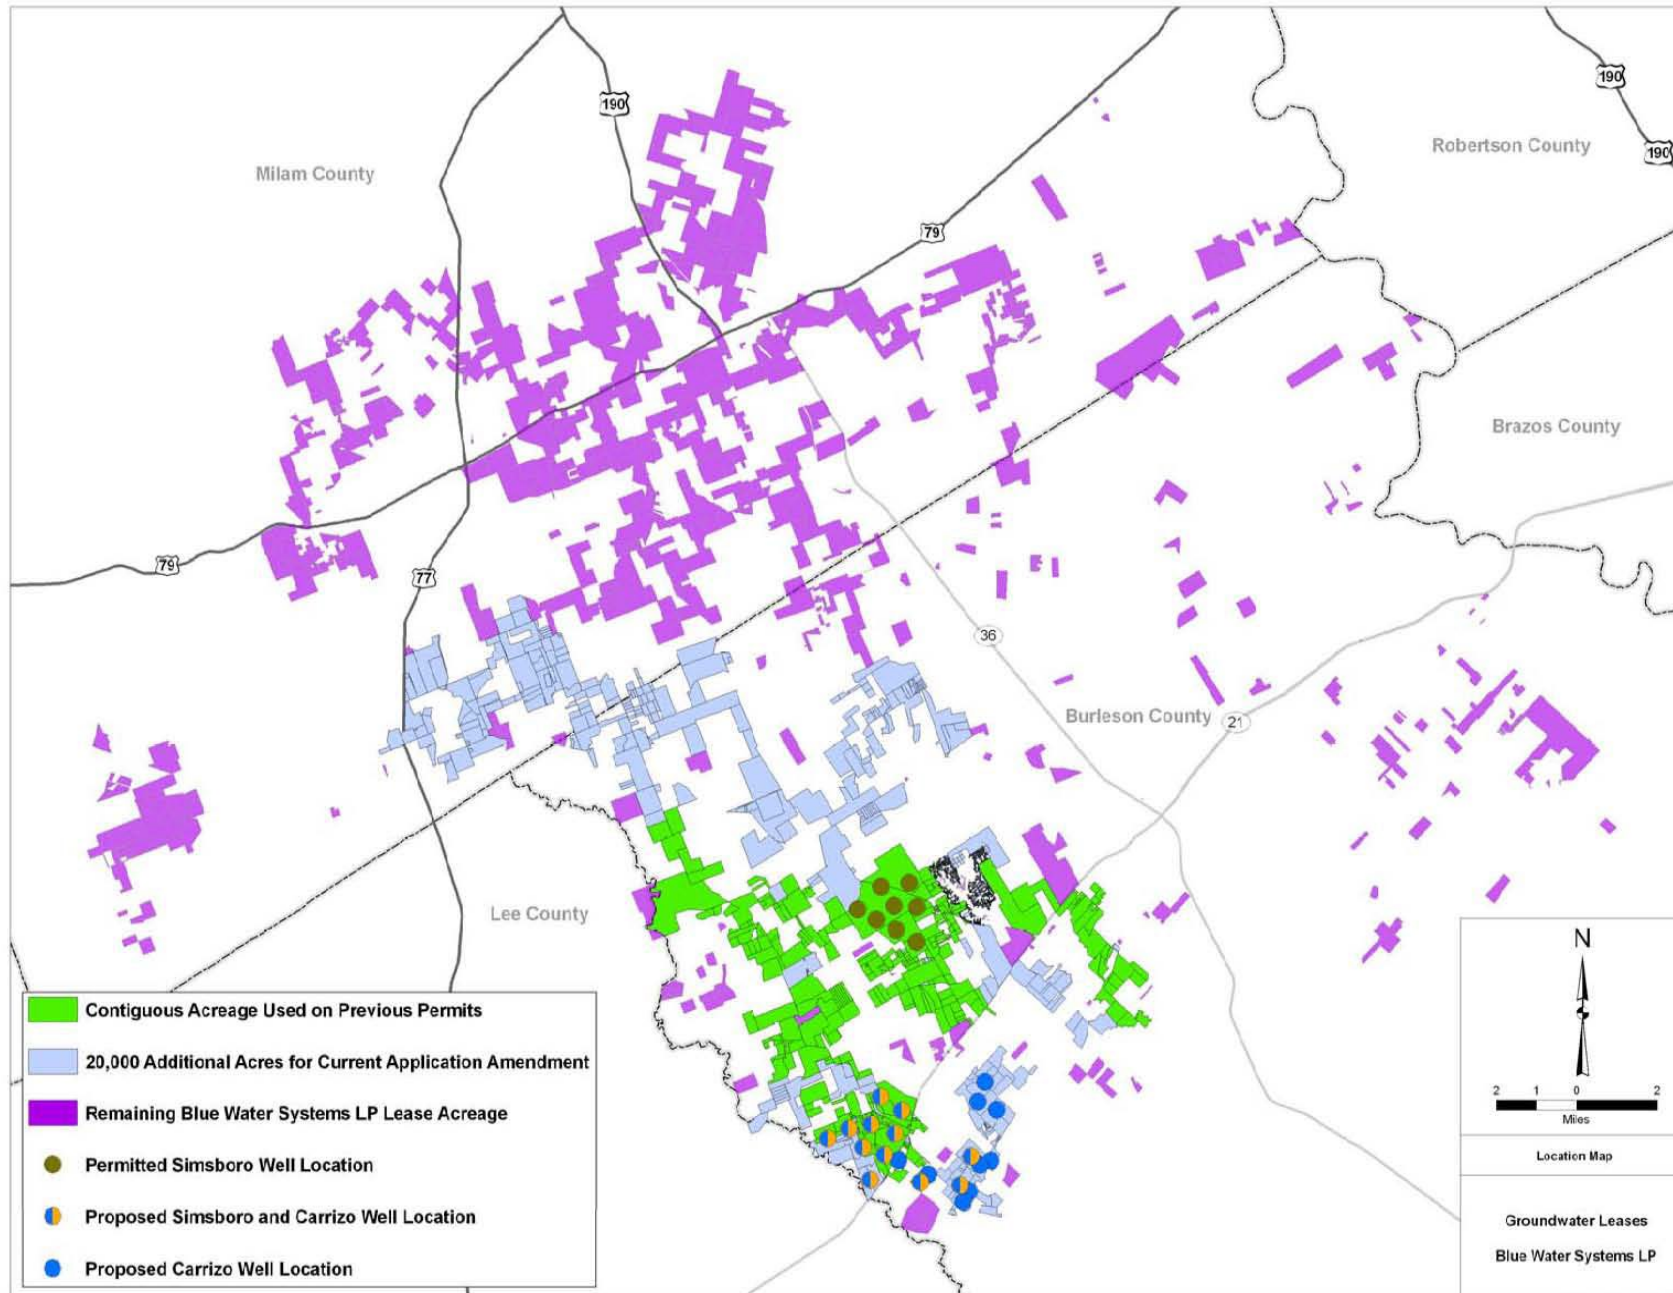 190
190
190
Robertson County
Milam County
79
Brazos County
79
77
36
Burleson County
21
Lee County
N
Contiguous Acreage Used on Previous Permits
20,000 Additional Acres for Current Application Amendment
Remaining Blue Water Systems LP Lease Acreage
Permitted Simsboro Well Location
Proposed Simsboro and Carrizo Well Location
Proposed Carrizo Well Location
2 1 0 2
Miles
Location Map
Groundwater Leases
Blue Water Systems LP